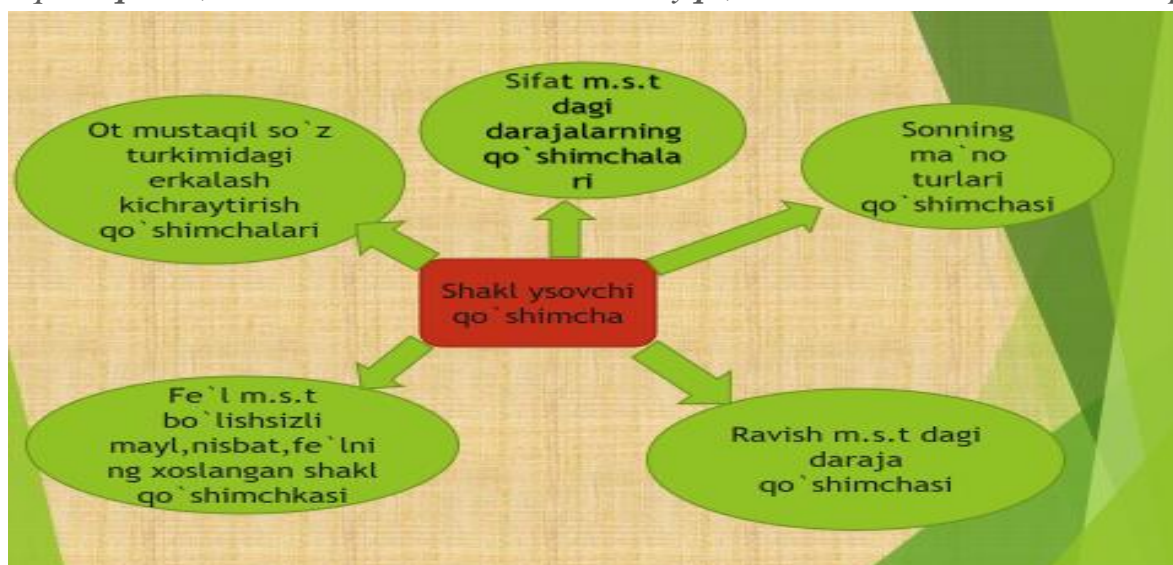 Ot mustaqil so`z
turkimidagi
erkalash
kichraytirish
qo`shimchalari
Sifat m.s.t
dagi
darajalarning
qo`shimchala
ri
Sonning
ma`no
turlari
qo`shimchasi
Shakl ysovchi
qo`shimcha
Fe`l m.s.t
bo`lishsizli
mayl,nisbat,fe`lni
ng xoslangan shakl
qo`shimchkasi
Ravish m.s.t dagi
daraja
qo`shimchasi